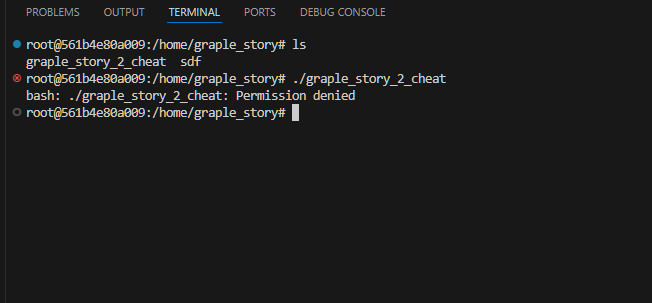 PROBLEMS OUTPUT TERMINAL PORTS DEBUG CONSOLE
root@561b4e80a009:/home/graple_story# ls
graple_story_2_cheat  sdf
root@561b4e80a009:/home/graple_story# ./graple_story_2_cheat
bash: ./graple_story_2_cheat: Permission denied
root@561b4e80a009:/home/graple_story#